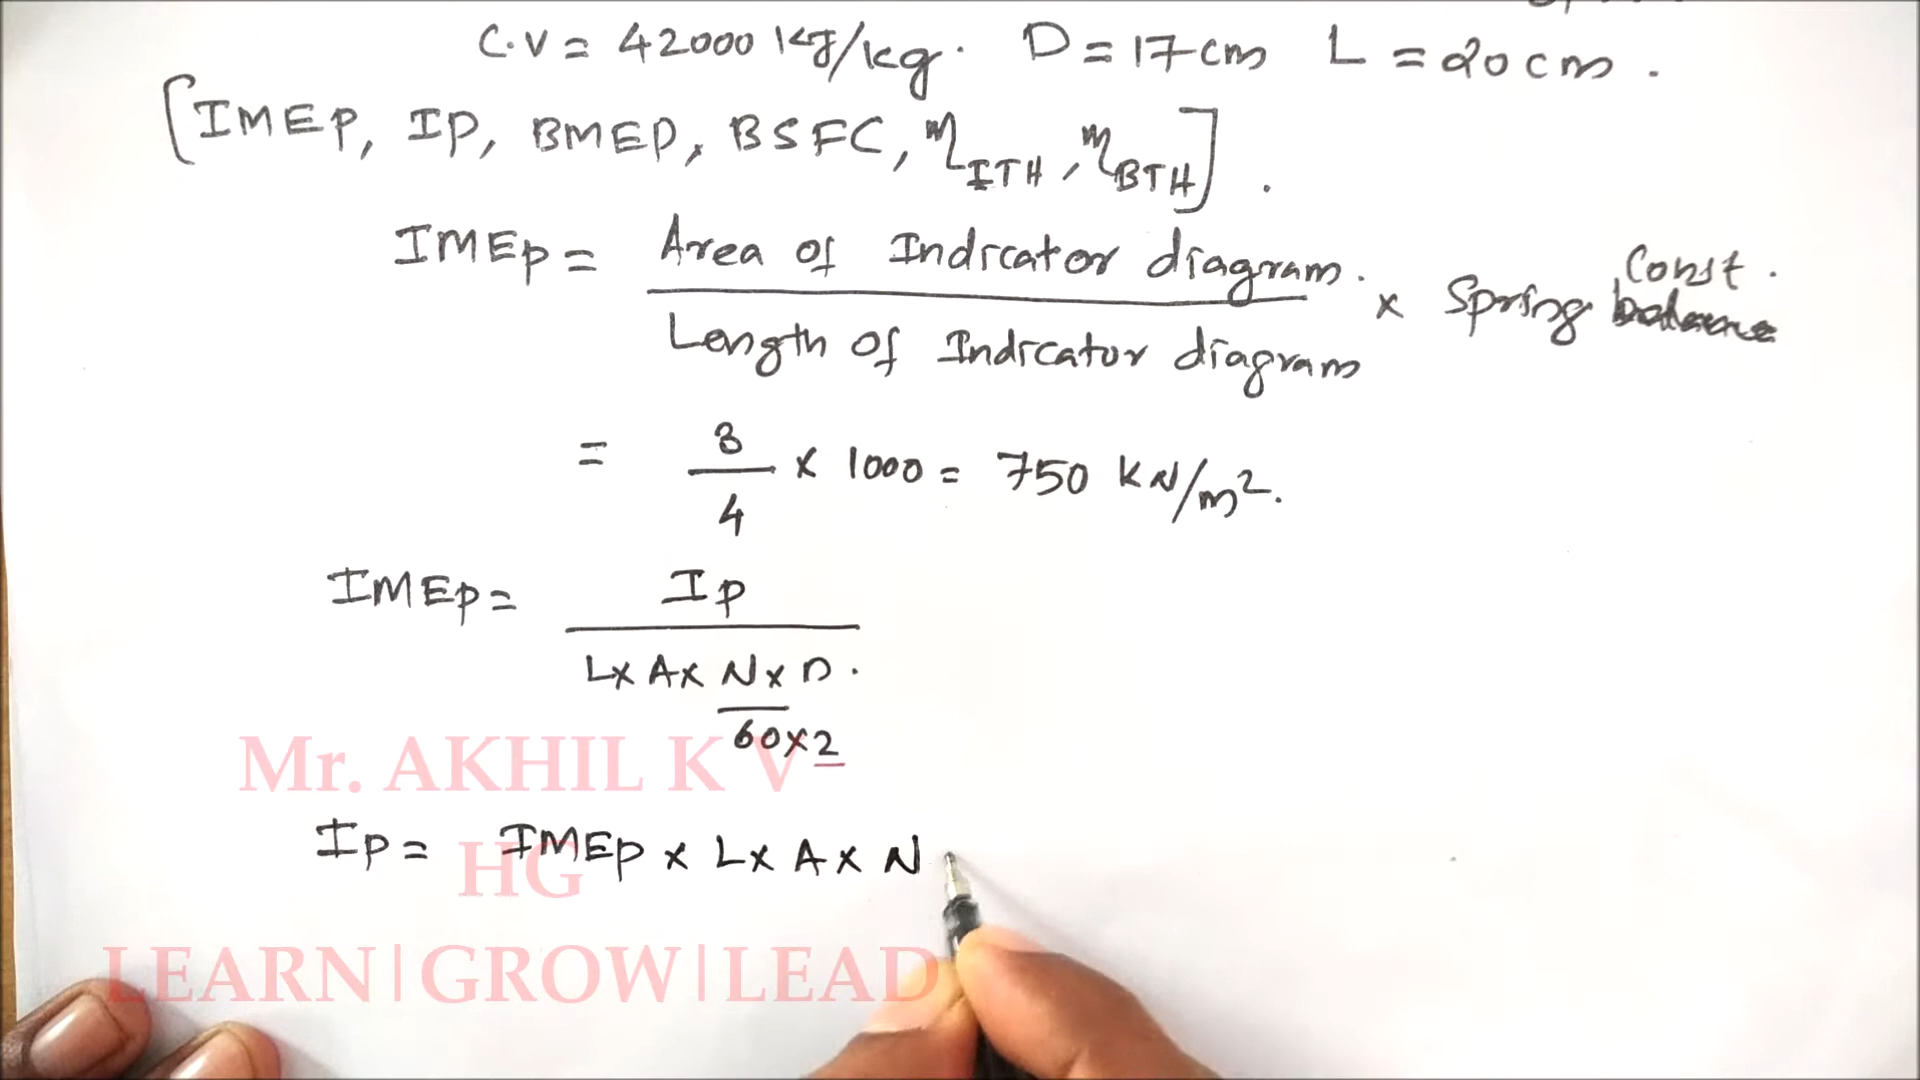 C.V = 42000 KJ/kg. D = 17 cm L = 20 cm.
[IMEP, IP, BMEP, BSFC, ηITH, ηBTH].
IMEP = Area of Indicator diagram. / Length of Indicator diagram × Spring Const.
= 3/4 × 1000 = 750 KN/m².
IMEP = IP / L × A × N × n. / 60×2
Mr. AKHIL K V
IP = IMEP × L × A × N
HG
LEARN|GROW|LEAD